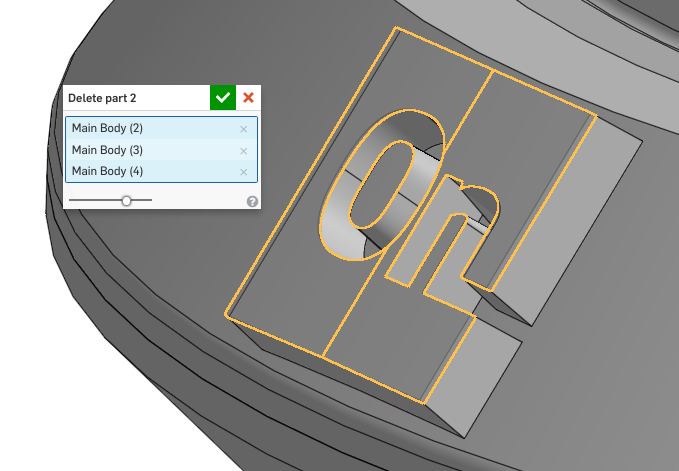 Delete part 2
Main Body (2)
Main Body (3)
Main Body (4)
On